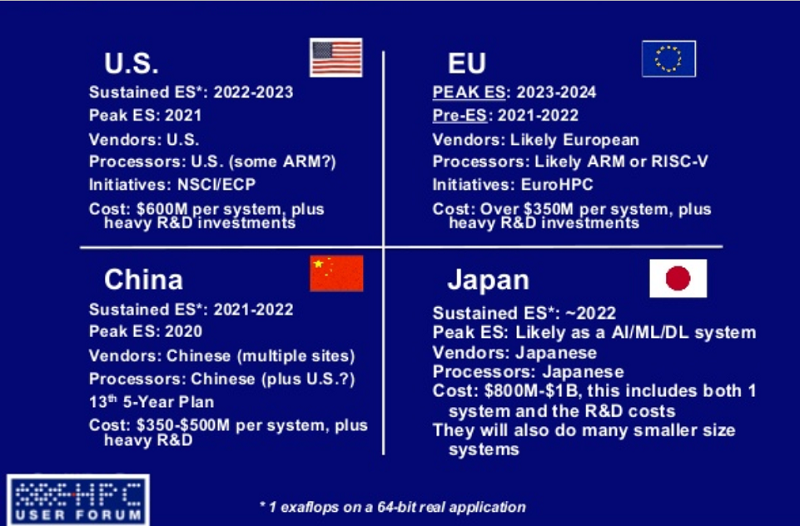 U.S.
Sustained ES*: 2022-2023
Peak ES: 2021
Vendors: U.S.
Processors: U.S. (some ARM?)
Initiatives: NSCI/ECP
Cost: $600M per system, plus
heavy R&D investments
EU
PEAK ES: 2023-2024
Pre-ES: 2021-2022
Vendors: Likely European
Processors: Likely ARM or RISC-V
Initiatives: EuroHPC
Cost: Over $350M per system, plus
heavy R&D investments
China
Sustained ES*: 2021-2022
Peak ES: 2020
Vendors: Chinese (multiple sites)
Processors: Chinese (plus U.S.?)
13th 5-Year Plan
Cost: $350-$500M per system, plus
heavy R&D
Japan
Sustained ES*: ~2022
Peak ES: Likely as a AI/ML/DL system
Vendors: Japanese
Processors: Japanese
Cost: $800M-$1B, this includes both 1
system and the R&D costs
They will also do many smaller size
systems
HPC
USER FORUM
* 1 exaflops on a 64-bit real application